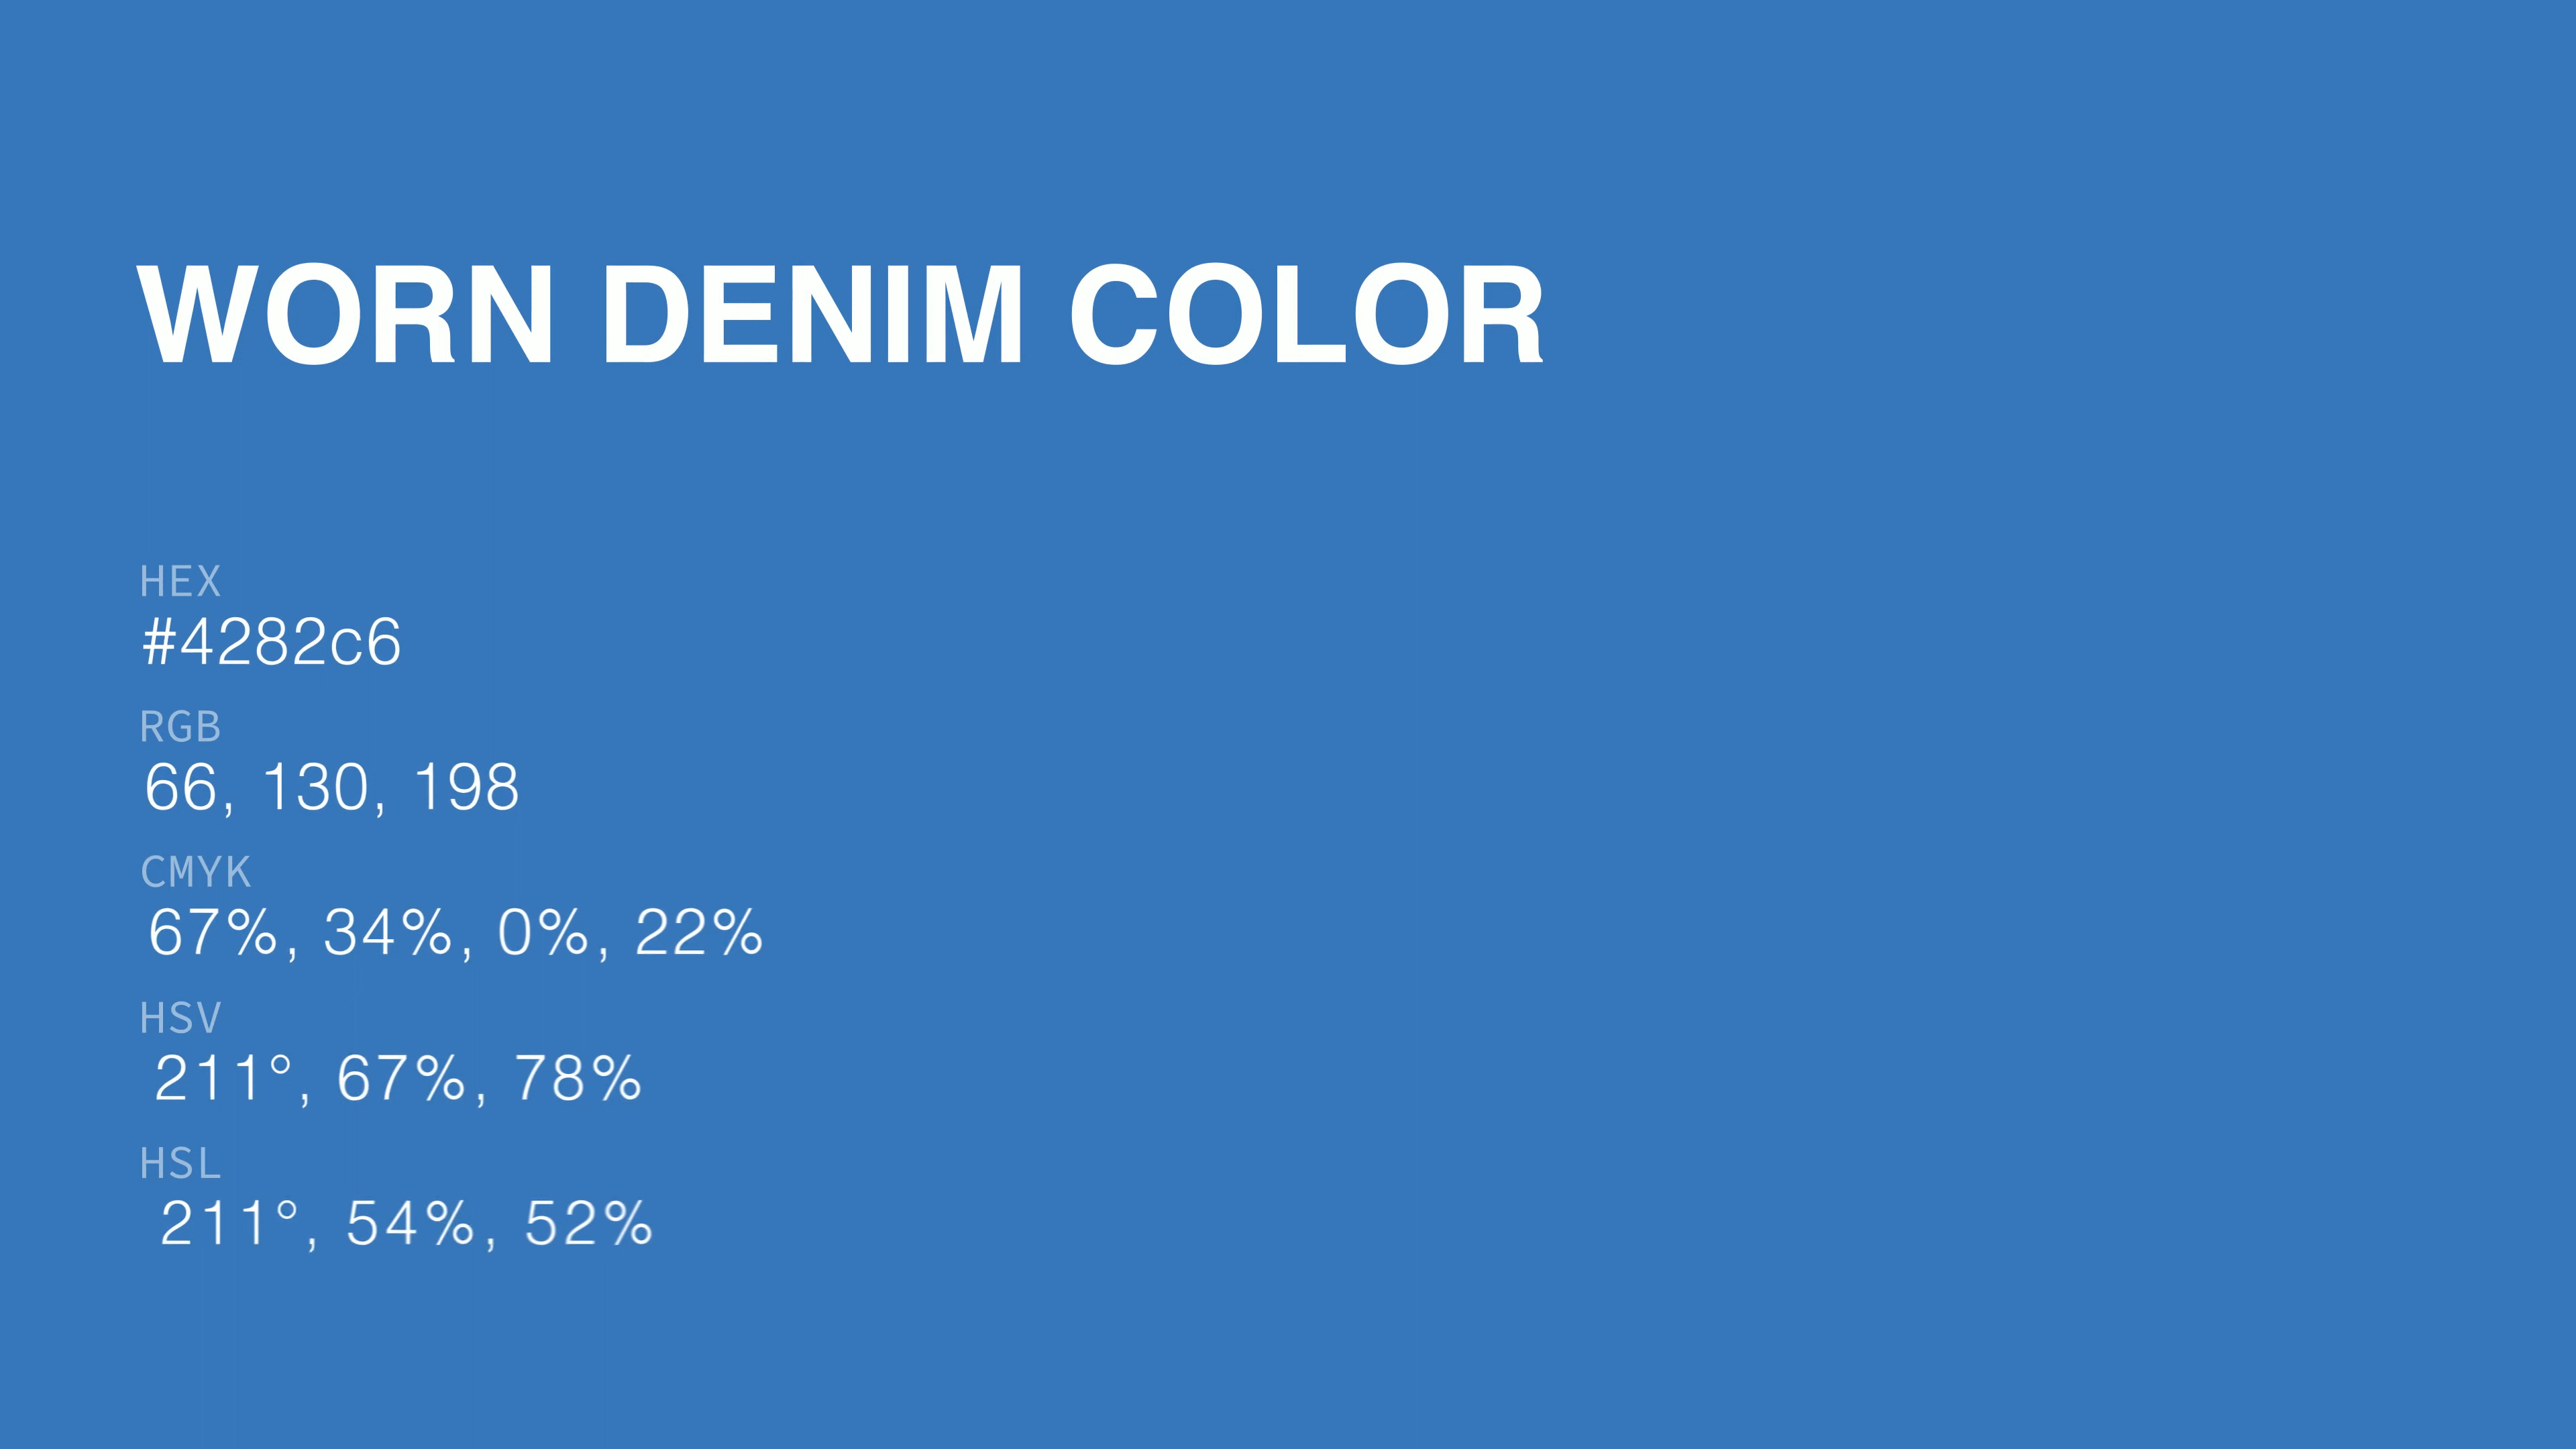 WORN DENIM COLOR
HEX
#4282c6
RGB
66, 130, 198
CMYK
67%, 34%, 0%, 22%
HSV
211°, 67%, 78%
HSL
211°, 54%, 52%